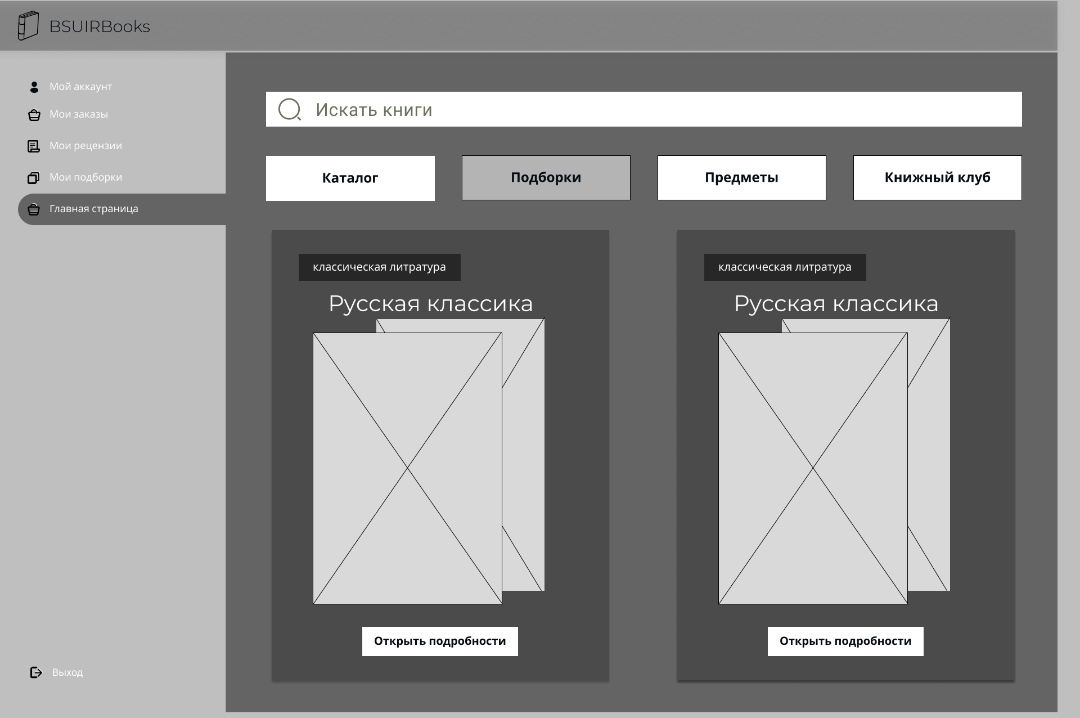 BSUIRBooks
Мой аккаунт
Мои заказы
Мои рецензии
Мои подборки
Главная страница
Выход
Искать книги
Каталог
Подборки
Предметы
Книжный клуб
классическая литратура
Русская классика
Открыть подробности
классическая литратура
Русская классика
Открыть подробности